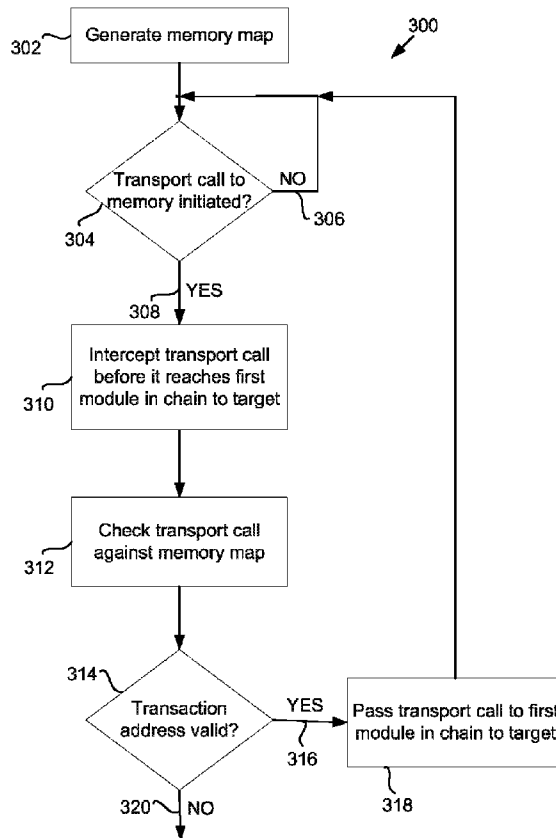 302
Generate memory map
300
Transport call to
memory initiated?
NO
304
306
YES
308
Intercept transport call
before it reaches first
module in chain to target
310
Check transport call
against memory map
312
314
Transaction
address valid?
YES
316
Pass transport call to first
module in chain to target
318
320
NO